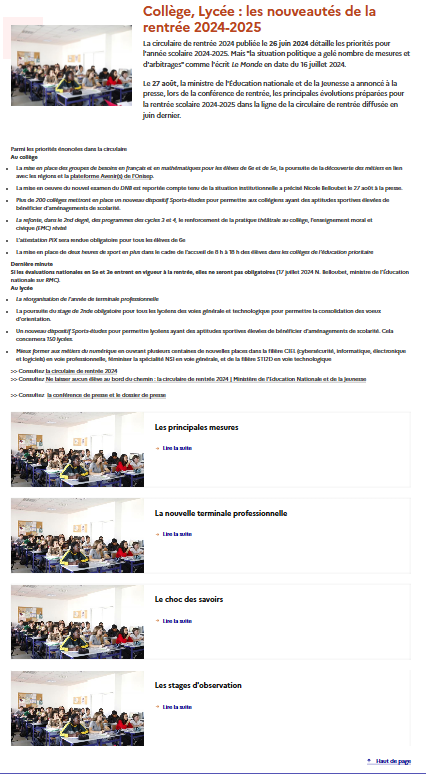 Collège, Lycée : les nouveautés de la
rentrée 2024-2025
La circulaire de rentrée 2024 publiée le 26 juin 2024 détaille les priorités pour
l'année scolaire 2024-2025. Mais "la situation politique a gelé nombre de mesures et
d'arbitrages" comme l'écrit Le Monde en date du 16 juillet 2024.
Le 27 août, la ministre de l'Éducation nationale et de la Jeunesse a annoncé à la
presse, lors de la conférence de rentrée, les principales évolutions préparées pour
la rentrée scolaire 2024-2025 dans la ligne de la circulaire de rentrée diffusée en
juin dernier.
Parmi les priorités énoncées dans la circulaire
Au collège
La mise en place des groupes de besoins en français et en mathématiques pour les élèves de 6e et de 5e, la poursuite de la découverte des métiers en lien
avec les régions et la plateforme Avenir(s) de l'Onisep
La mise en oeuvre du nouvel examen du DNB est reportée compte tenu de la situation institutionnelle a précisé Nicole Belloubet le 27 août à la presse.
Plus de 200 collèges mettront en place un nouveau dispositif Sports-études pour permettre aux collégiens ayant des aptitudes sportives élevées de
bénéficier d'aménagements de scolarité.
La refonte, dans le 2nd degré, des programmes des cycles 3 et 4, le renforcement de la pratique théâtrale au collège, l'enseignement moral et
civique (EMC) révisé
L'attestation PIX sera rendue obligatoire pour tous les élèves de 6e
La mise en place de deux heures de sport en plus dans le cadre de l'accueil de 8 h à 18 h des élèves dans les collèges de l'éducation prioritaire
Dernière minute
Si les évaluations nationales en 5e et 3e entrent en vigueur à la rentrée, elles ne seront pas obligatoires (17 juillet 2024 N. Belloubet, ministre de l'Éducation
nationale sur RMC).
Au lycée
La réorganisation de l'année de terminale professionnelle
La poursuite du stage de 2nde obligatoire pour tous les lycéens des voies générale et technologique pour permettre la consolidation des voeux
d'orientation.
Un nouveau dispositif Sports-études pour permettre lycéens ayant des aptitudes sportives élevées de bénéficier d'aménagements de scolarité. Cela
concernera 150 lycées.
Mieux former aux métiers du numérique en ouvrant plusieurs centaines de nouvelles places dans la filière CIEL (cybersécurité, informatique, électronique
et logiciels) en voie professionnelle, féminiser la spécialité NSI en voie générale, et de la filière STI2D en voie technologique
>> Consultez la circulaire de rentrée 2024
>> Consultez Ne laisser aucun élève au bord du chemin : la circulaire de rentrée 2024 | Ministère de l'Education Nationale et de la Jeunesse
>> Consultez la conférence de presse et le dossier de presse
Les principales mesures
Lire la suite
La nouvelle terminale professionnelle
Lire la suite
Le choc des savoirs
Lire la suite
Les stages d'observation
Lire la suite
Haut de page